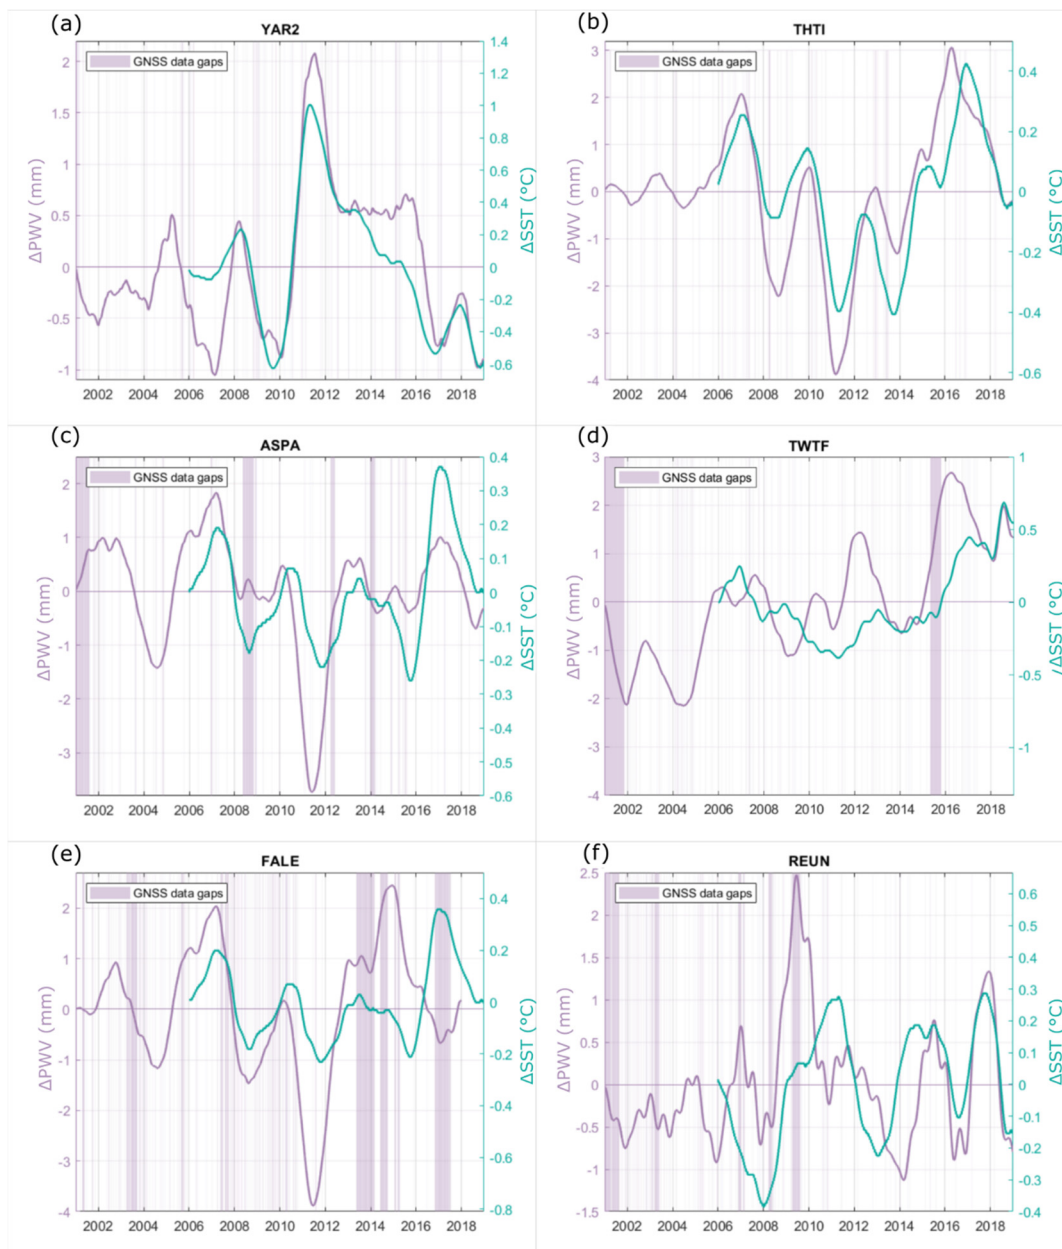 (a)
YAR2
GNSS data gaps
ΔPWV (mm)
2
1.5
1
0.5
0
-0.5
-1
1.4
1.2
1
0.8
0.6
0.4
0.2
0
-0.2
-0.4
-0.6
ΔSST (°C)
2002 2004 2006 2008 2010 2012 2014 2016 2018
(b)
THTI
GNSS data gaps
ΔPWV (mm)
3
2
1
0
-1
-2
-3
-4
0.4
0.2
0
-0.2
-0.4
-0.6
ΔSST (°C)
2002 2004 2006 2008 2010 2012 2014 2016 2018
(c)
ASPA
GNSS data gaps
ΔPWV (mm)
2
1
0
-1
-2
-3
0.4
0.3
0.2
0.1
0
-0.1
-0.2
-0.3
-0.4
-0.5
-0.6
ΔSST (°C)
2002 2004 2006 2008 2010 2012 2014 2016 2018
(d)
TWTF
GNSS data gaps
ΔPWV (mm)
3
2
1
0
-1
-2
-3
-4
1
0.5
0
-0.5
-1
ΔSST (°C)
2002 2004 2006 2008 2010 2012 2014 2016 2018
(e)
FALE
GNSS data gaps
ΔPWV (mm)
2
1
0
-1
-2
-3
-4
0.4
0.2
0
-0.2
-0.4
-0.6
-0.8
ΔSST (°C)
2002 2004 2006 2008 2010 2012 2014 2016 2018
(f)
REUN
GNSS data gaps
ΔPWV (mm)
2.5
2
1.5
1
0.5
0
-0.5
-1
-1.5
0.6
0.5
0.4
0.3
0.2
0.1
0
-0.1
-0.2
-0.3
-0.4
ΔSST (°C)
2002 2004 2006 2008 2010 2012 2014 2016 2018